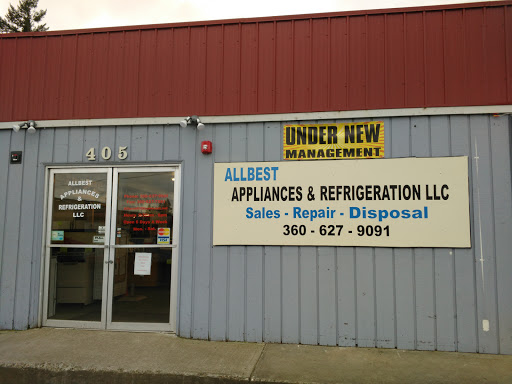 UNDER NEW
MANAGEMENT
405
ALLBEST
APPLIANCES & REFRIGERATION LLC
Sales - Repair - Disposal
360 - 627 - 9091
ALLBEST
APPLIANCES
&
REFRIGERATION
LLC